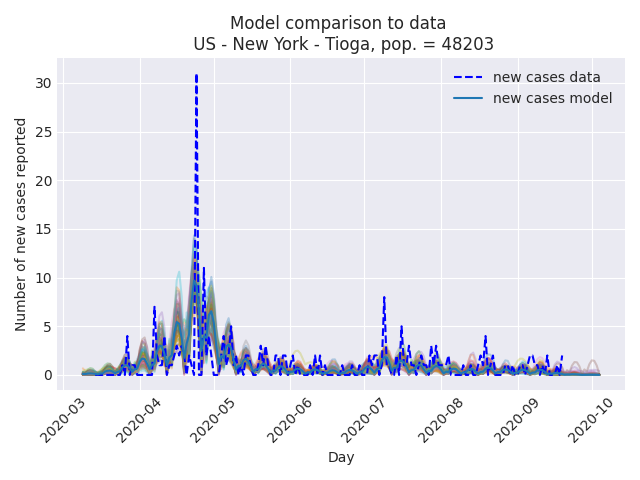 Model comparison to data
US - New York - Tioga, pop. = 48203
new cases data
new cases model
Number of new cases reported
30
25
20
15
10
5
0
2020-03
2020-04
2020-05
2020-06
2020-07
2020-08
2020-09
2020-10
Day